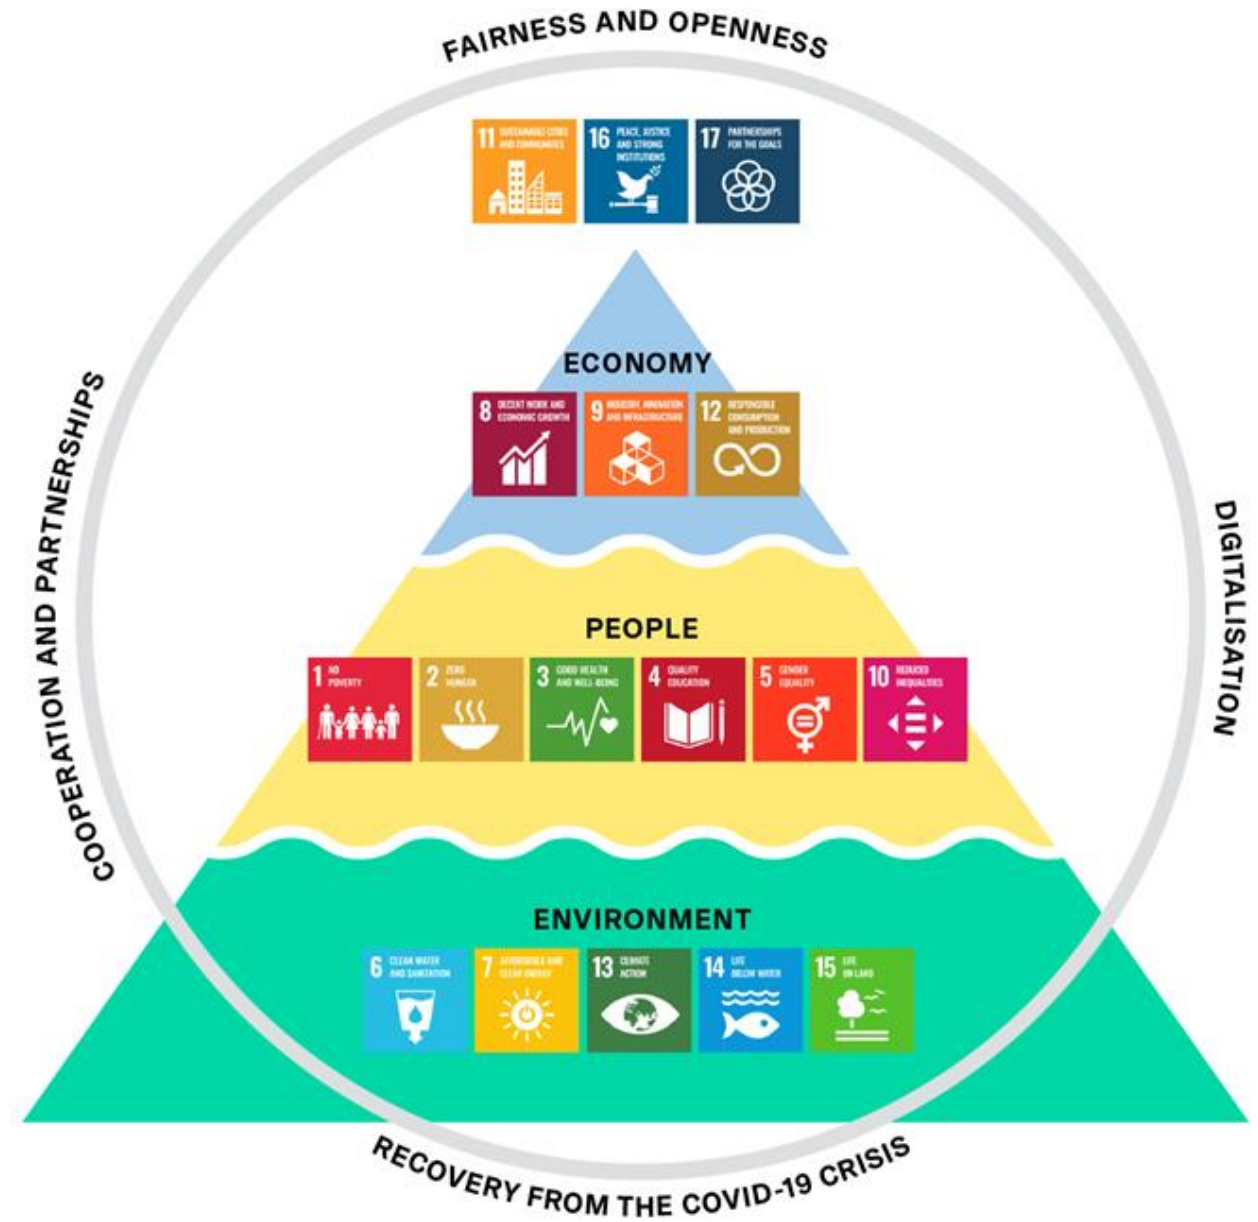 FAIRNESS AND OPENNESS
11 SUSTAINABLE CITIES
AND COMMUNITIES
16 PEACE, JUSTICE
AND STRONG
INSTITUTIONS
17 PARTNERSHIPS
FOR THE GOALS
ECONOMY
8 DECENT WORK AND
ECONOMIC GROWTH
9 INDUSTRY, INNOVATION
AND INFRASTRUCTURE
12 RESPONSIBLE
CONSUMPTION
AND PRODUCTION
COOPERATION AND PARTNERSHIPS
DIGITALISATION
PEOPLE
1 NO
POVERTY
2 ZERO
HUNGER
3 GOOD HEALTH
AND WELL-BEING
4 QUALITY
EDUCATION
5 GENDER
EQUALITY
10 REDUCED
INEQUALITIES
ENVIRONMENT
6 CLEAN WATER
AND SANITATION
7 AFFORDABLE AND
CLEAN ENERGY
13 CLIMATE
ACTION
14 LIFE
BELOW WATER
15 LIFE
ON LAND
RECOVERY FROM THE COVID-19 CRISIS